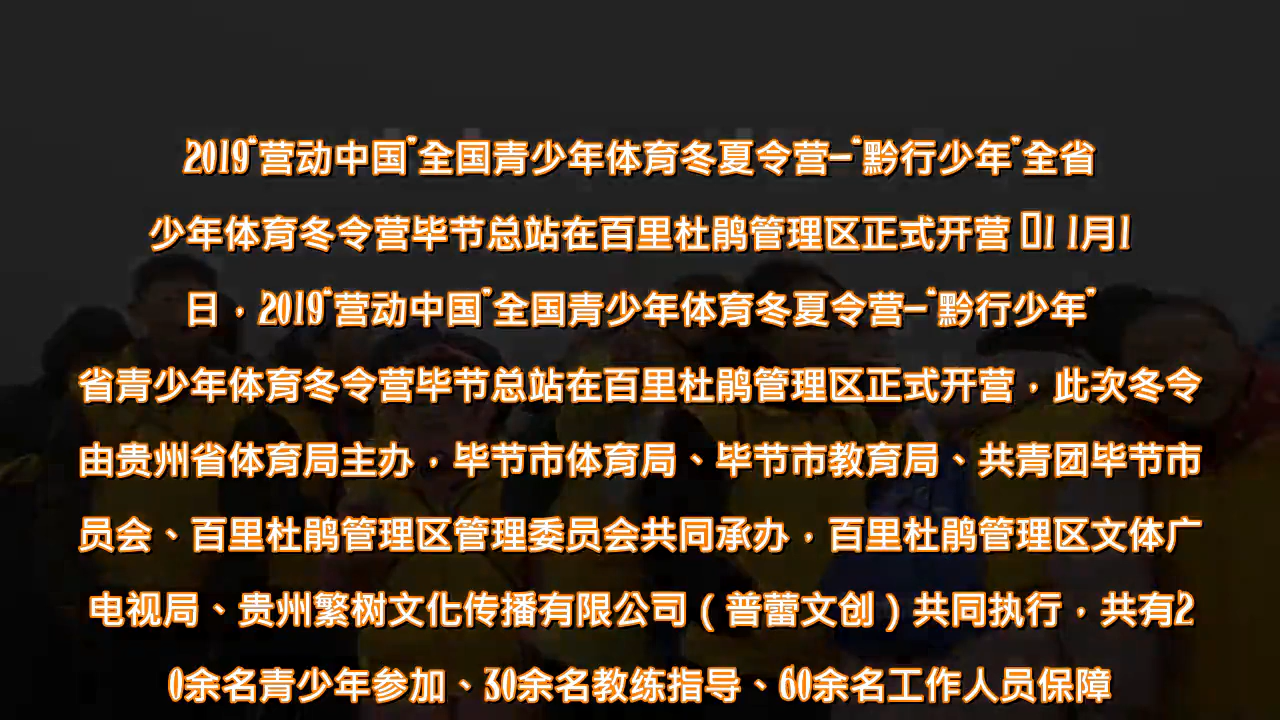 2019“营动中国”全国青少年体育冬夏令营—“黔行少年”全省
少年体育冬令营毕节总站在百里杜鹃管理区正式开营 11月1
日，2019“营动中国”全国青少年体育冬夏令营—“黔行少年”
省青少年体育冬令营毕节总站在百里杜鹃管理区正式开营，此次冬令
由贵州省体育局主办，毕节市体育局、毕节市教育局、共青团毕节市
员会、百里杜鹃管理区管理委员会共同承办，百里杜鹃管理区文体广
电视局、贵州繁树文化传播有限公司（普蕾文创）共同执行，共有2
0余名青少年参加、30余名教练指导、60余名工作人员保障